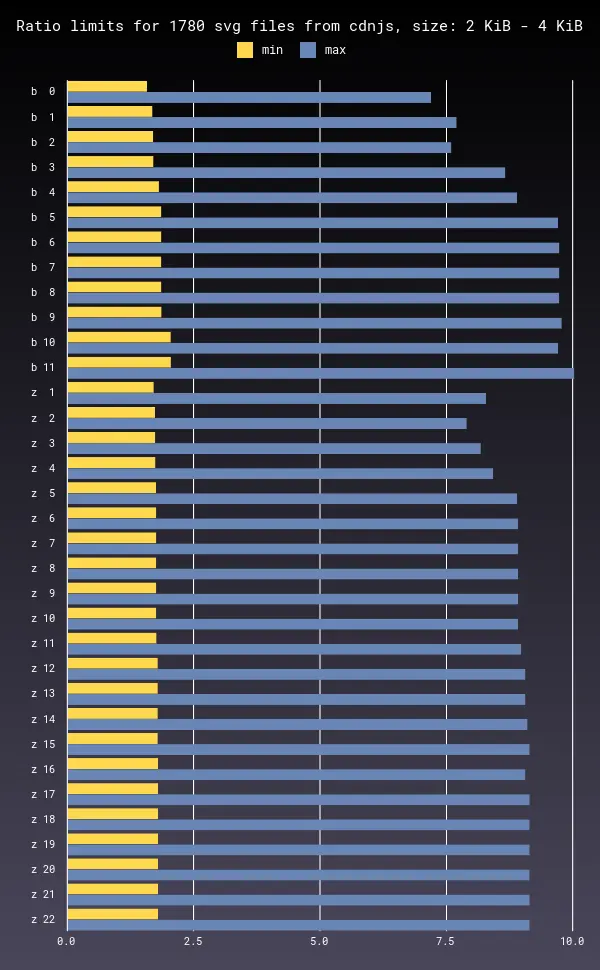 Ratio limits for 1780 svg files from cdnjs, size: 2 KiB - 4 KiB
min max
b 0
b 1
b 2
b 3
b 4
b 5
b 6
b 7
b 8
b 9
b 10
b 11
z 1
z 2
z 3
z 4
z 5
z 6
z 7
z 8
z 9
z 10
z 11
z 12
z 13
z 14
z 15
z 16
z 17
z 18
z 19
z 20
z 21
z 22
0.0 2.5 5.0 7.5 10.0